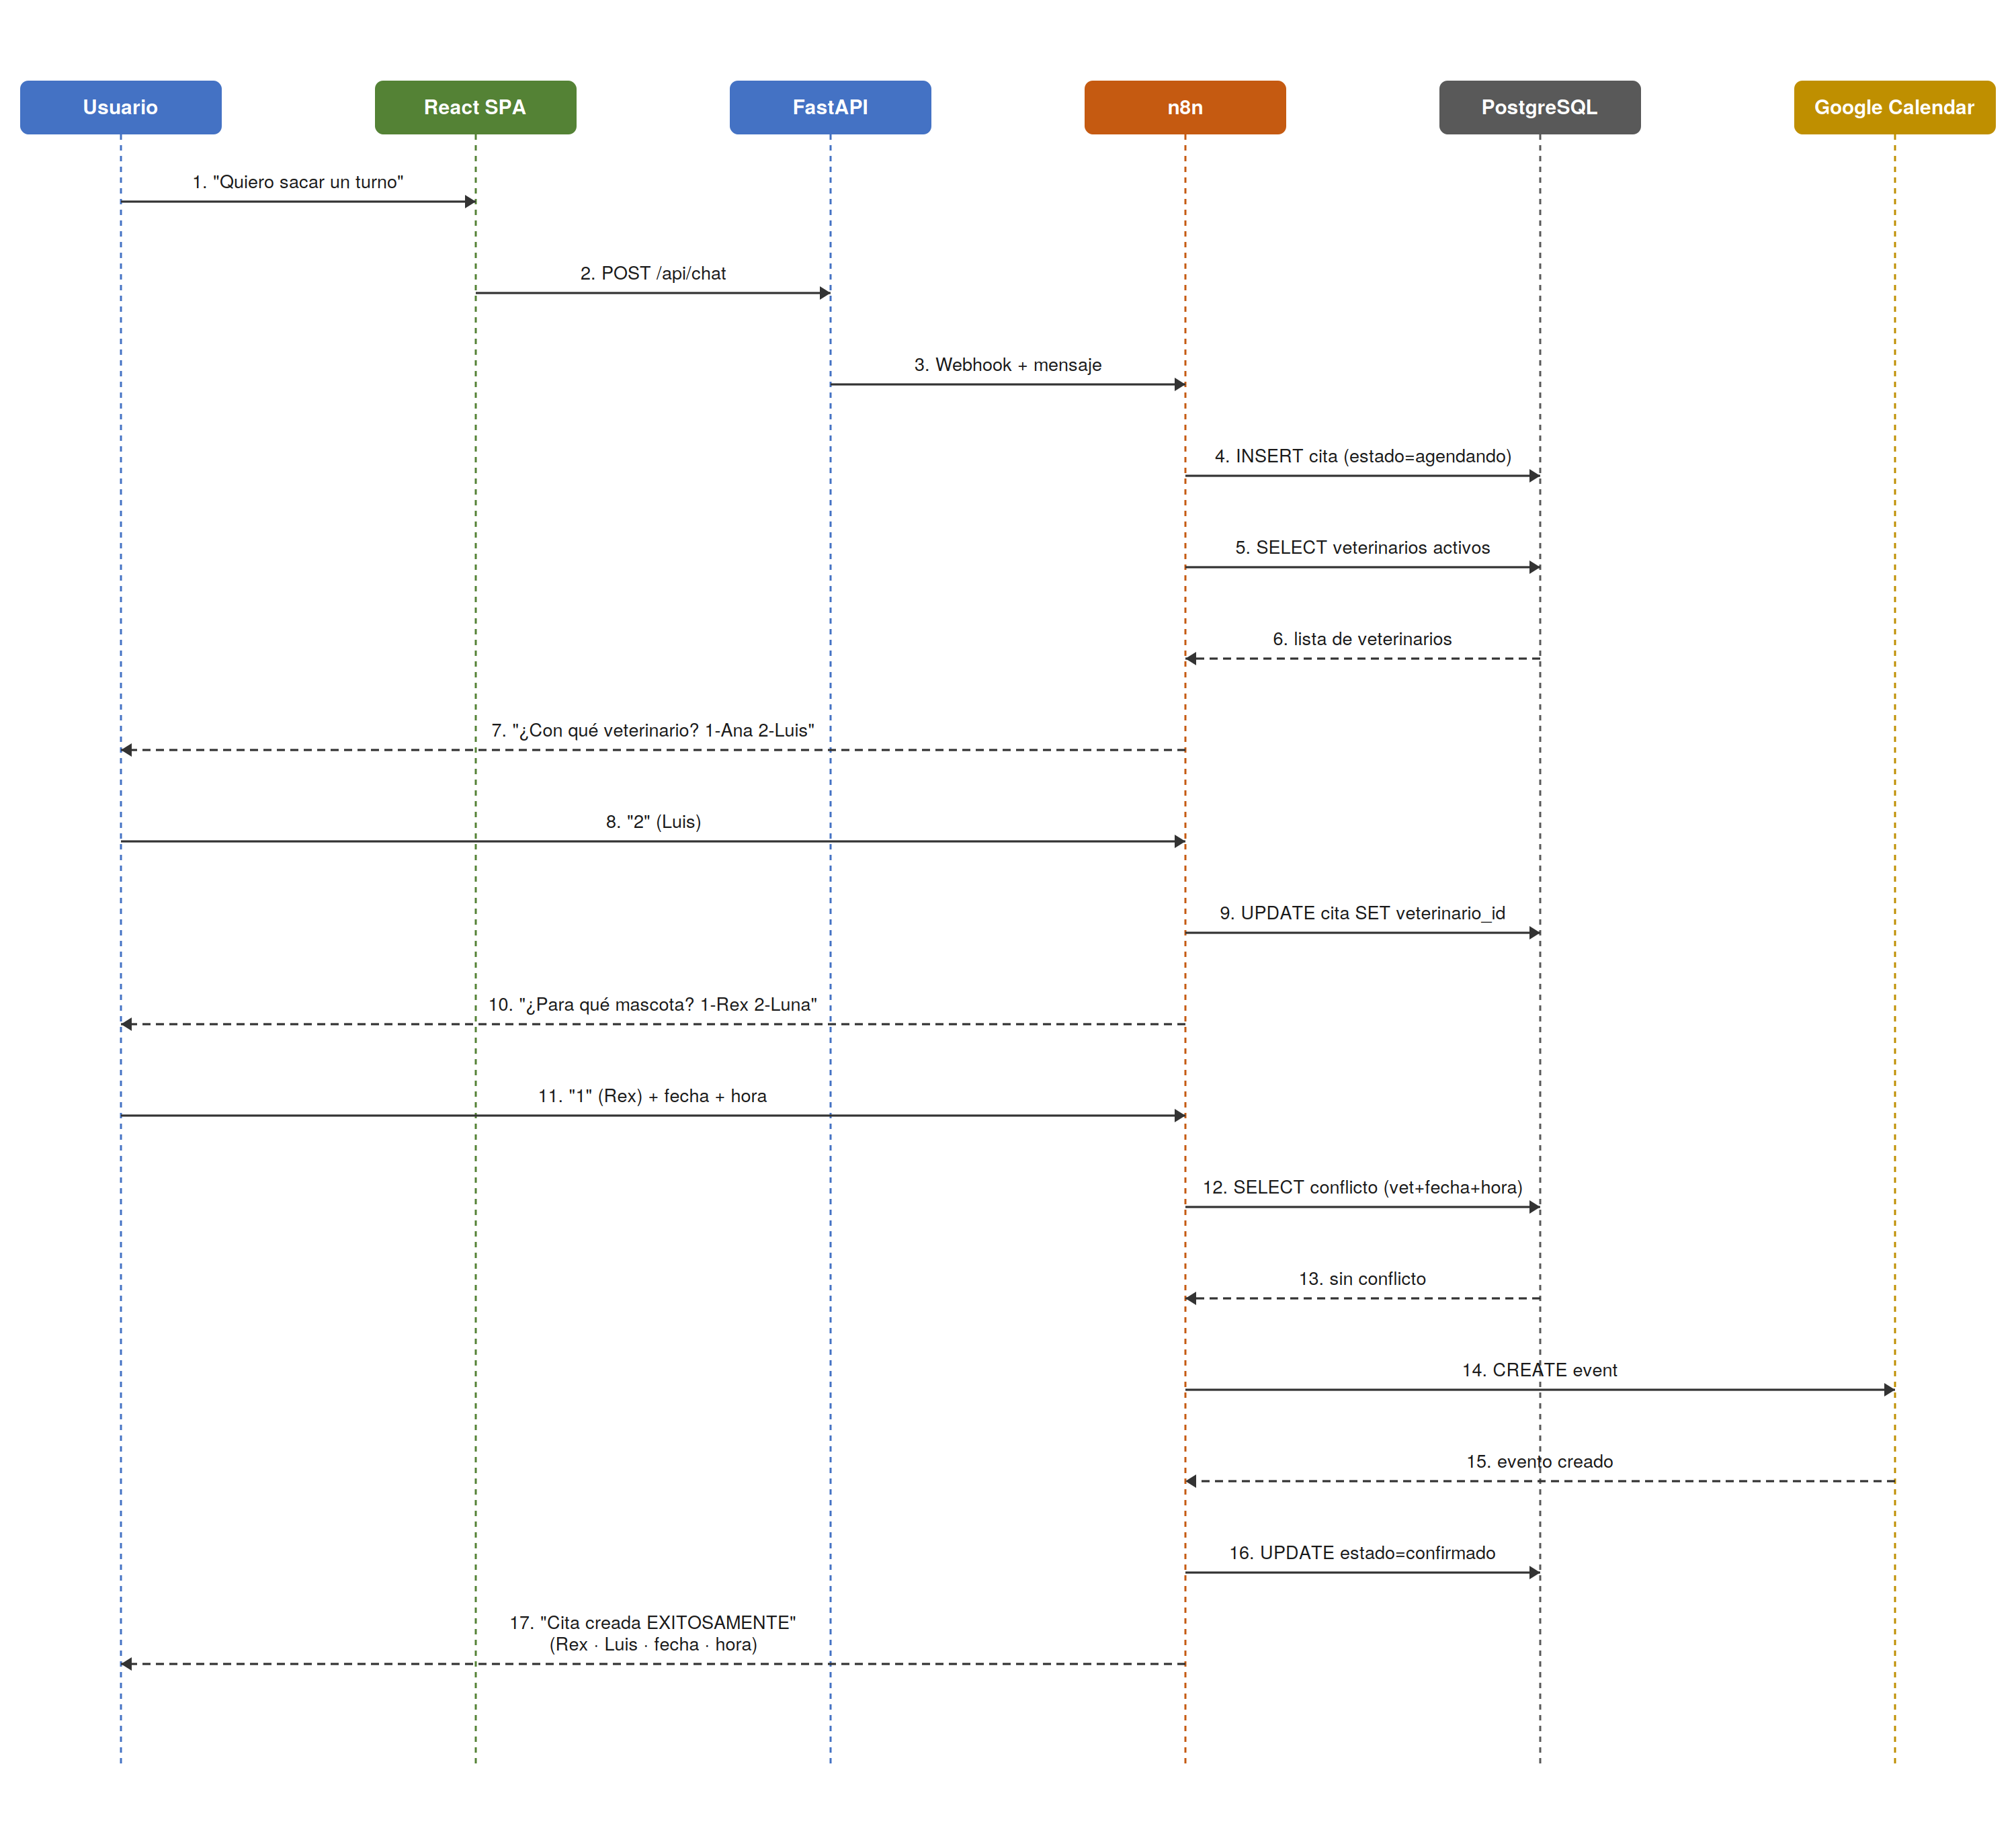 Usuario
React SPA
FastAPI
n8n
PostgreSQL
Google Calendar
1. "Quiero sacar un turno"
2. POST /api/chat
3. Webhook + mensaje
4. INSERT cita (estado=agendando)
5. SELECT veterinarios activos
6. lista de veterinarios
7. "¿Con qué veterinario? 1-Ana 2-Luis"
8. "2" (Luis)
9. UPDATE cita SET veterinario_id
10. "¿Para qué mascota? 1-Rex 2-Luna"
11. "1" (Rex) + fecha + hora
12. SELECT conflicto (vet+fecha+hora)
13. sin conflicto
14. CREATE event
15. evento creado
16. UPDATE estado=confirmado
17. "Cita creada EXITOSAMENTE"
(Rex · Luis · fecha · hora)